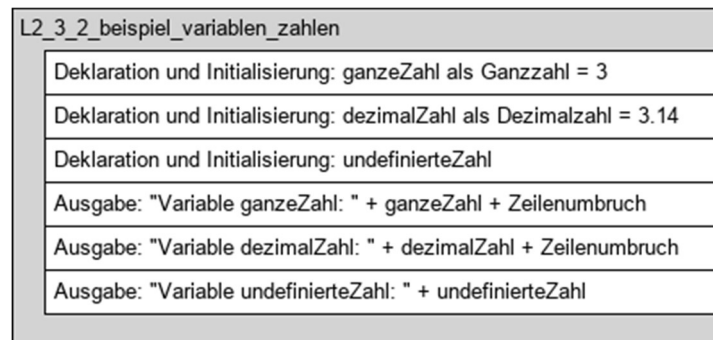 L2_3_2_beispiel_variablen_zahlen
Deklaration und Initialisierung: ganzeZahl als Ganzzahl = 3
Deklaration und Initialisierung: dezimalZahl als Dezimalzahl = 3.14
Deklaration und Initialisierung: undefinierteZahl
Ausgabe: "Variable ganzeZahl: " + ganzeZahl + Zeilenumbruch
Ausgabe: "Variable dezimalZahl: " + dezimalZahl + Zeilenumbruch
Ausgabe: "Variable undefinierteZahl: " + undefinierteZahl